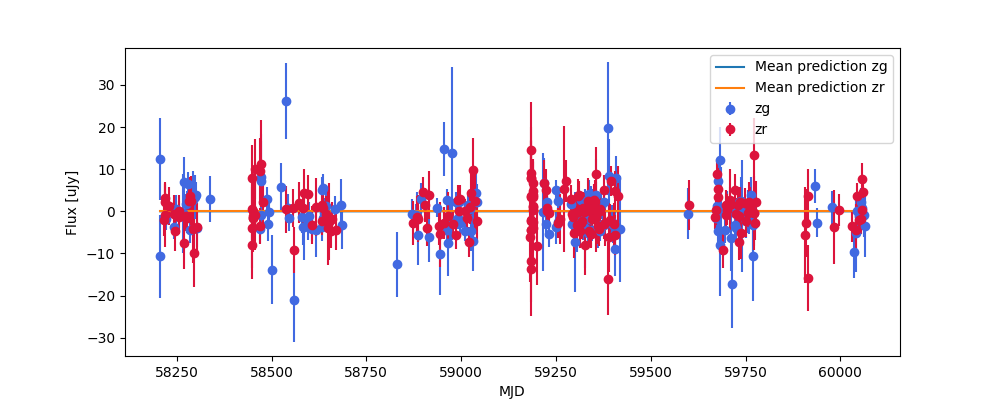 Flux [uJy]
30
20
10
0
−10
−20
−30
58250
58500
58750
59000
59250
59500
59750
60000
MJD
Mean prediction zg
Mean prediction zr
zg
zr